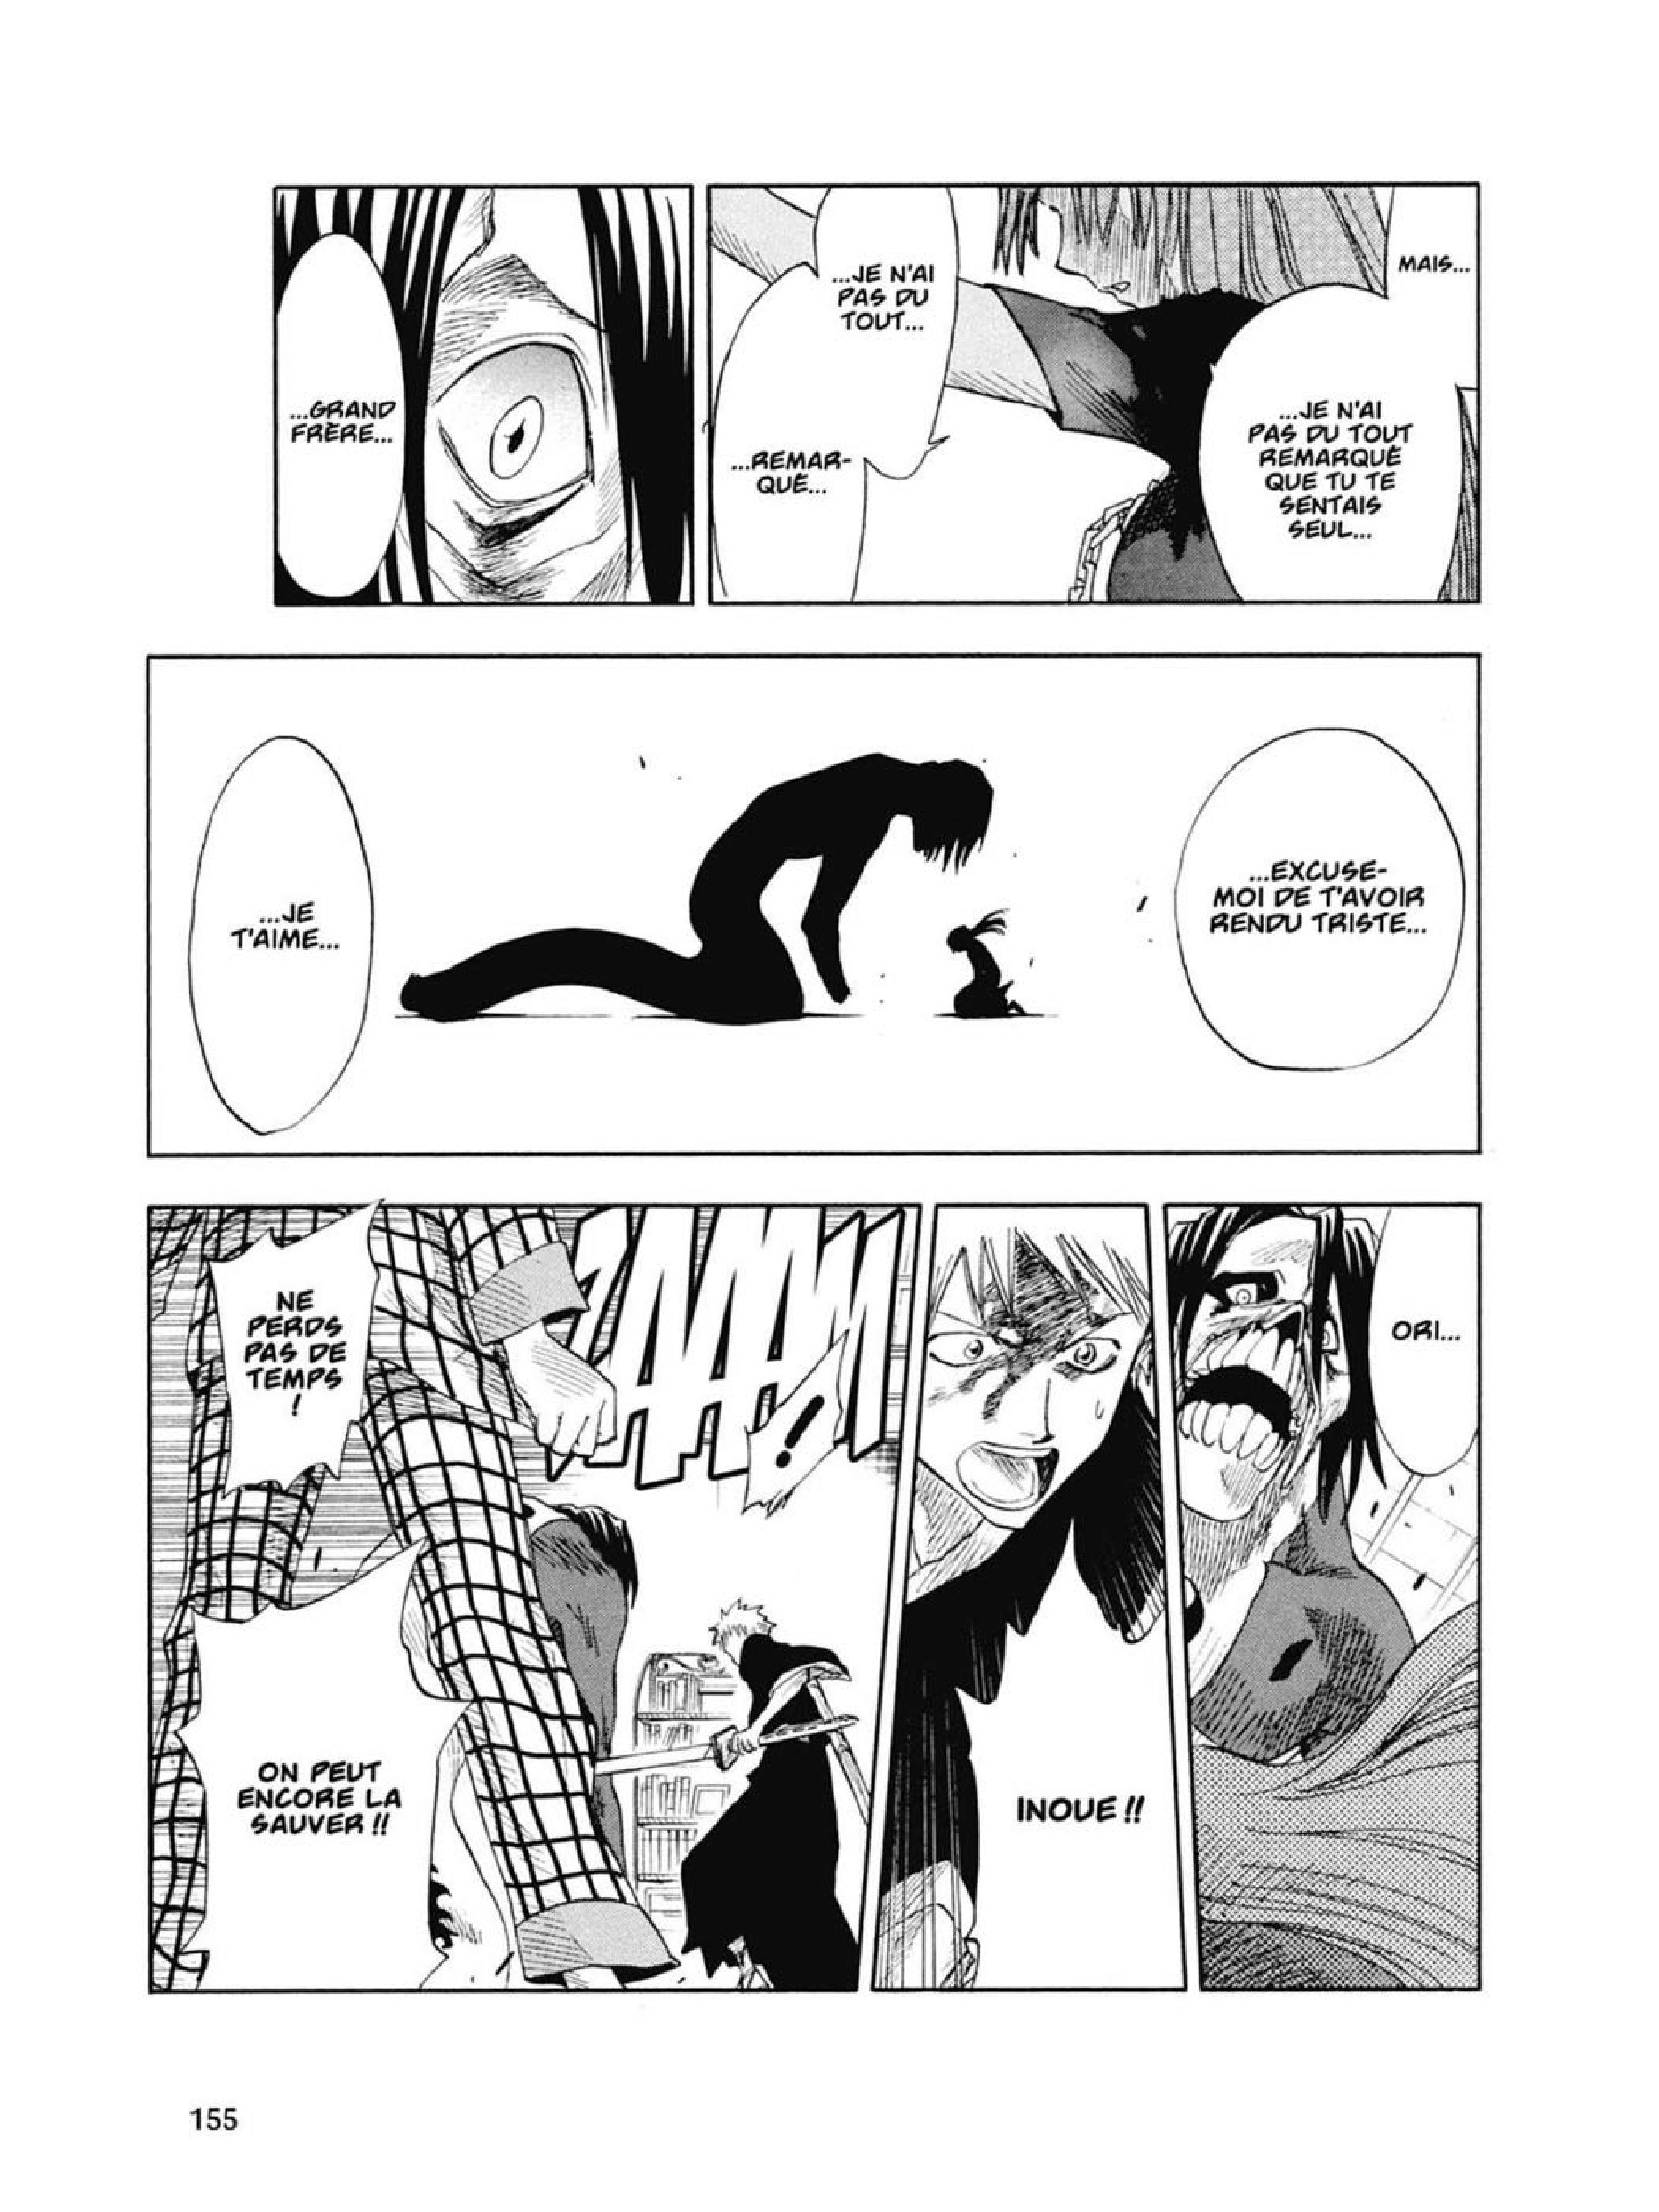 MAIS...
...JE N'AI
PAS DU TOUT
REMARQUÉ
QUE TU TE
SENTAIS
SEUL...
...JE N'AI
PAS DU
TOUT...
...REMAR-
QUÉ...
...GRAND
FRÈRE...
...EXCUSE-
MOI DE T'AVOIR
RENDU TRISTE...
...JE
T'AIME...
ORI...
INOUE !!
!
NE
PERDS
PAS DE
TEMPS
!
ON PEUT
ENCORE LA
SAUVER !!
155